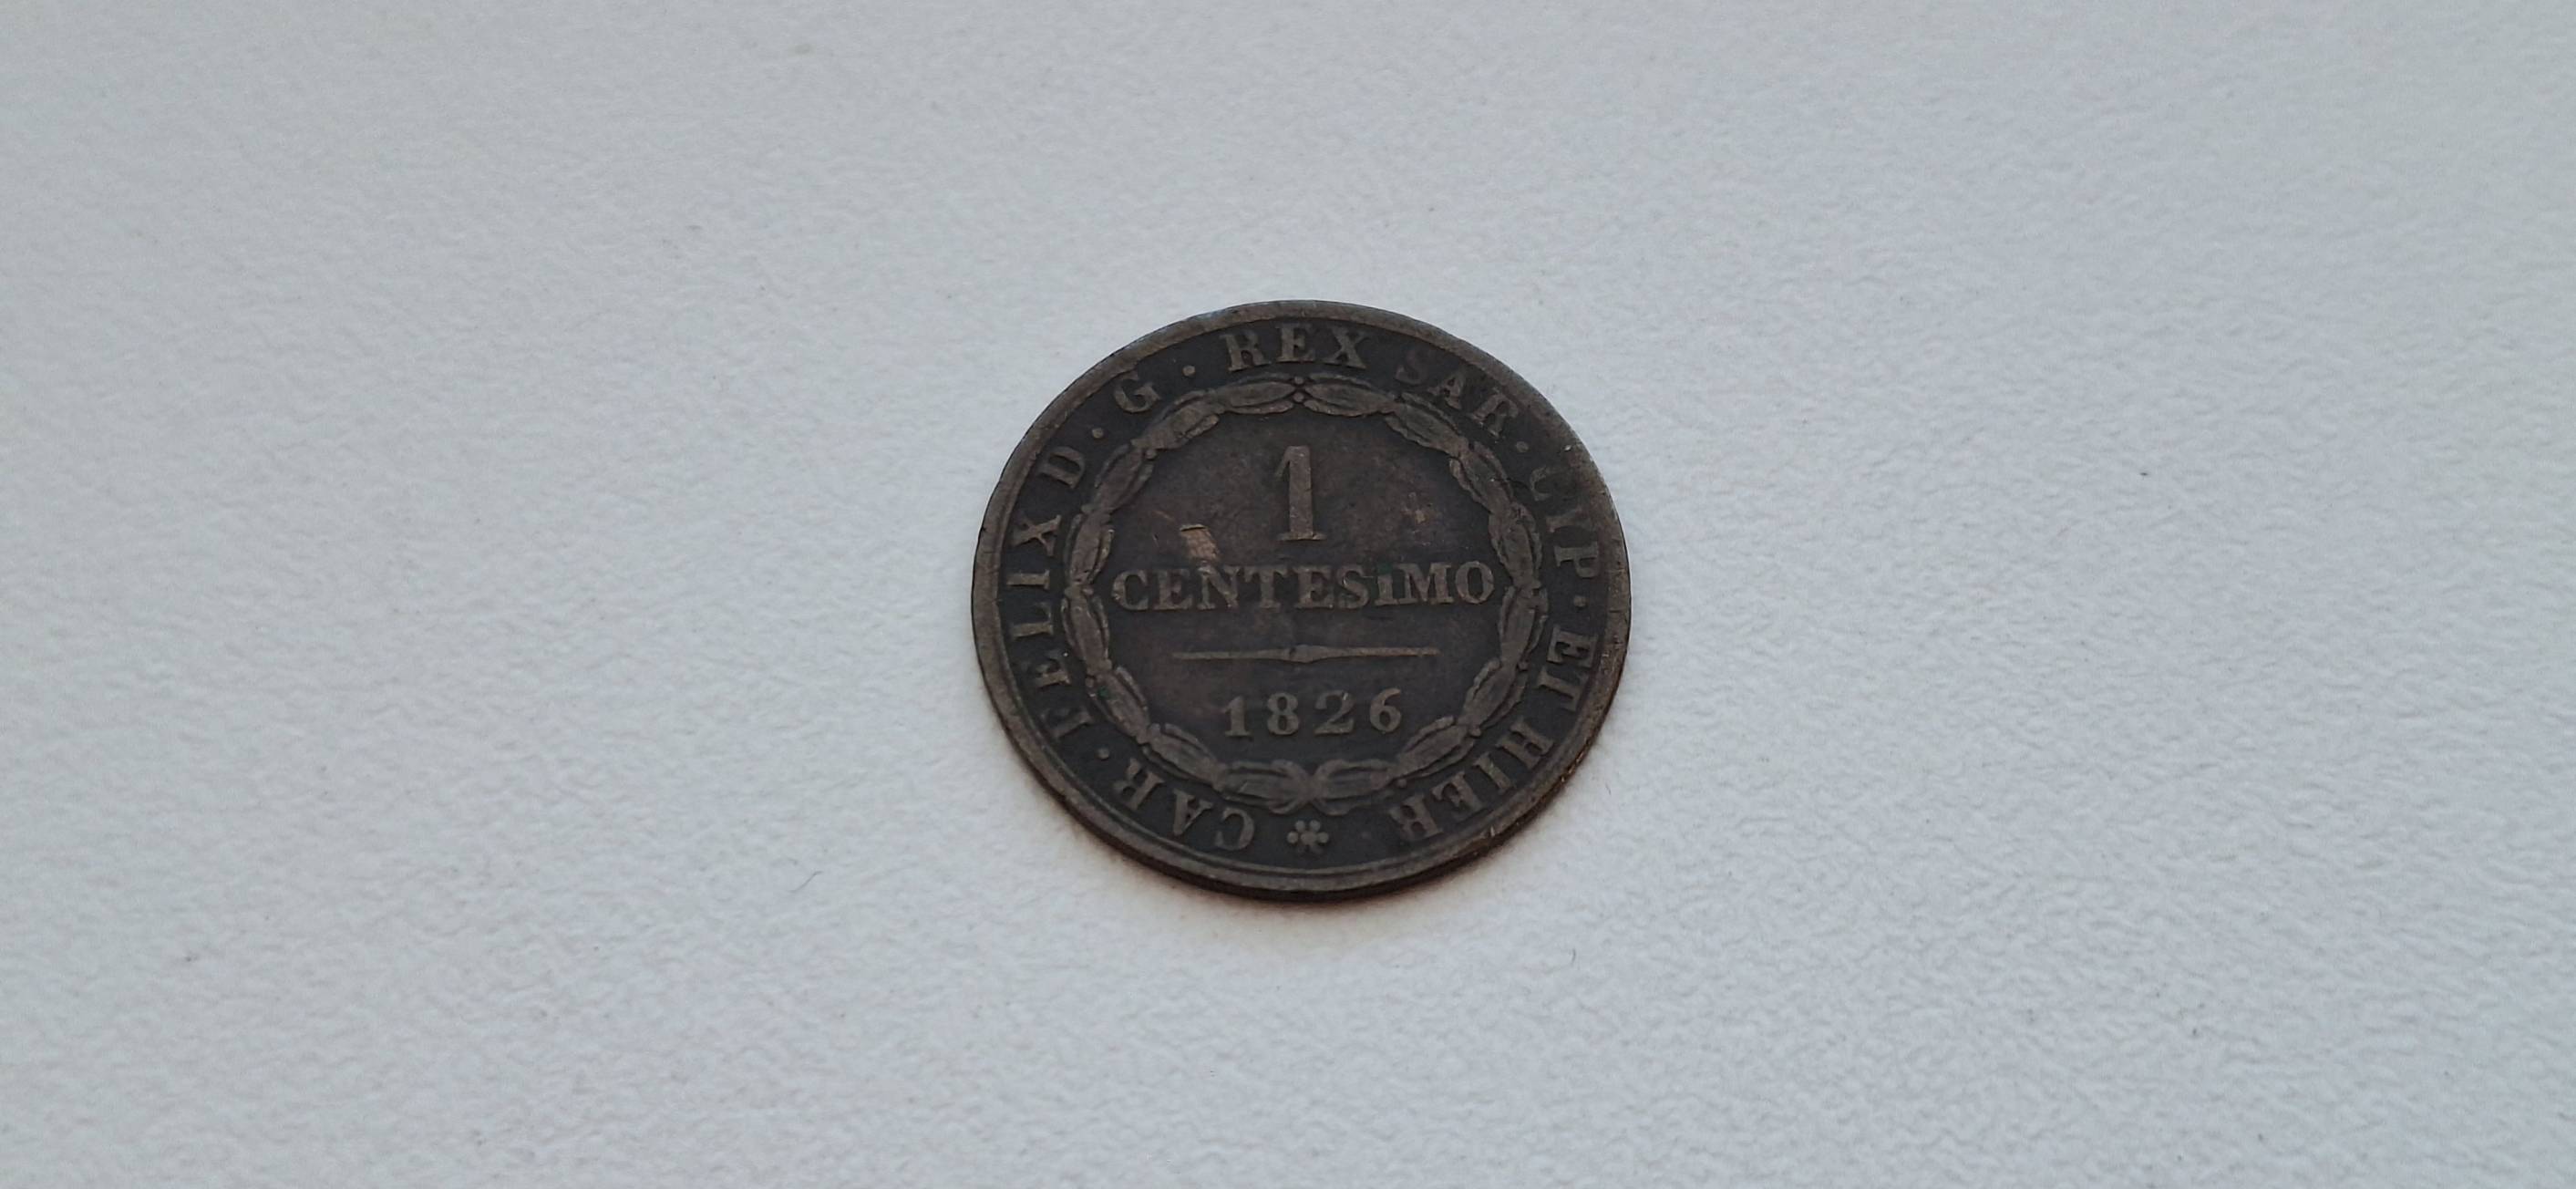 CAR · FELIX D · G · REX SAR · CYP · ET HIER
1
CENTESiMO
1826